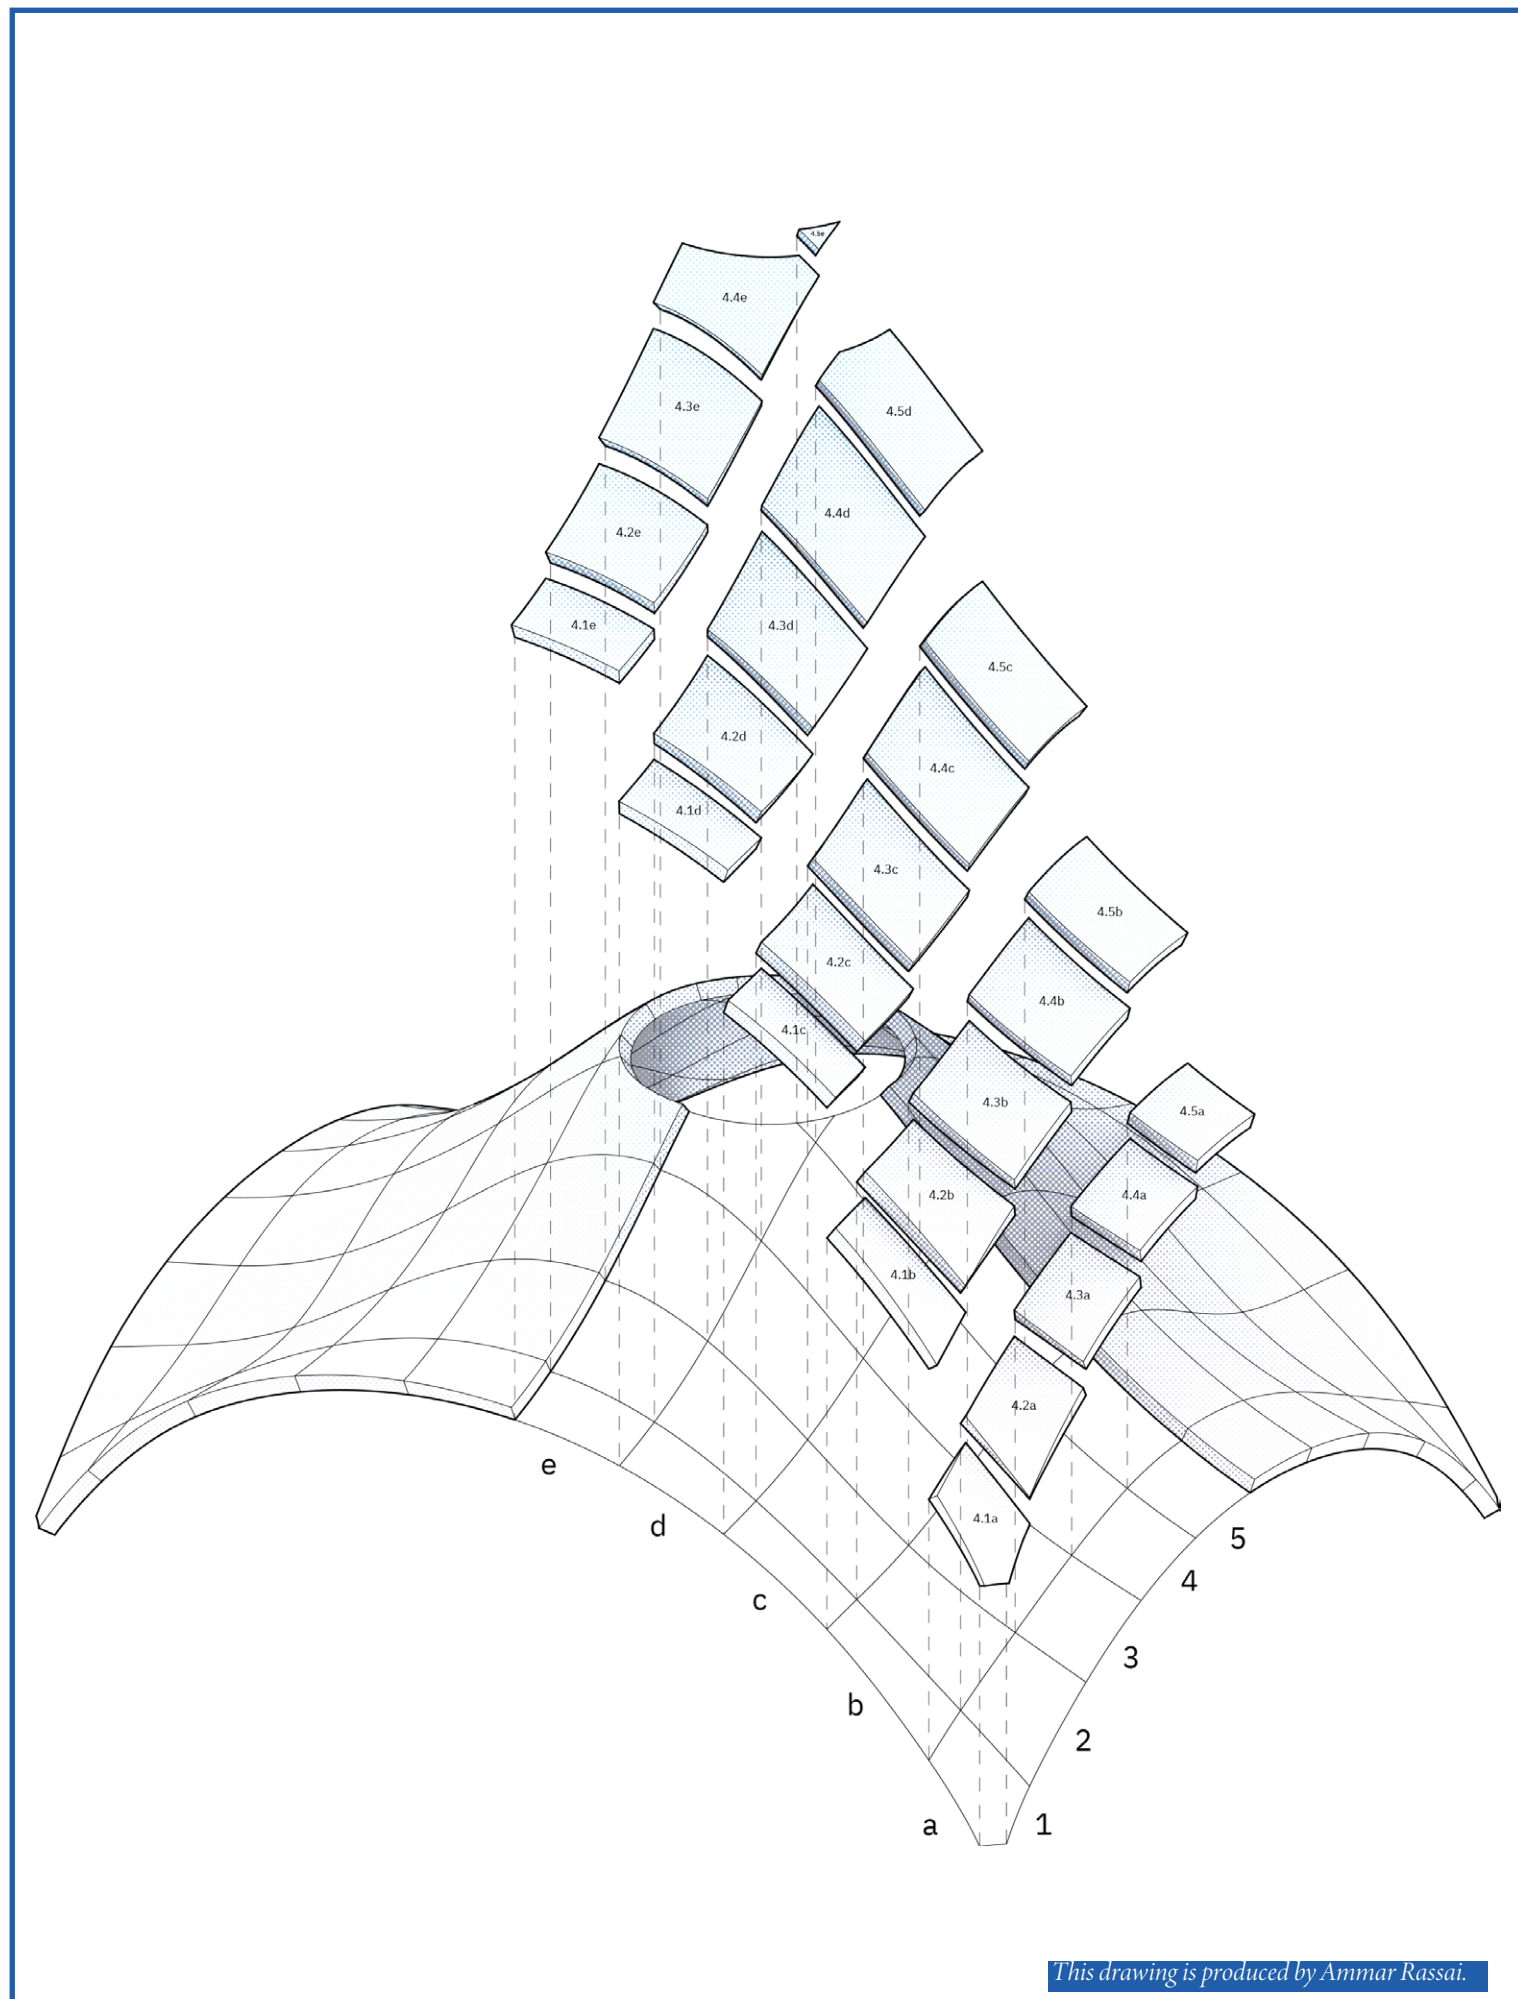 4.5e
4.4e
4.5d
4.3e
4.4d
4.2e
4.1e
4.3d
4.5c
4.2d
4.4c
4.1d
4.3c
4.5b
4.2c
4.4b
4.1c
4.3b
4.5a
4.2b
4.4a
4.1b
4.3a
4.2a
4.1a
e
d
5
4
c
3
b
2
a
1
This drawing is produced by Ammar Rassai.